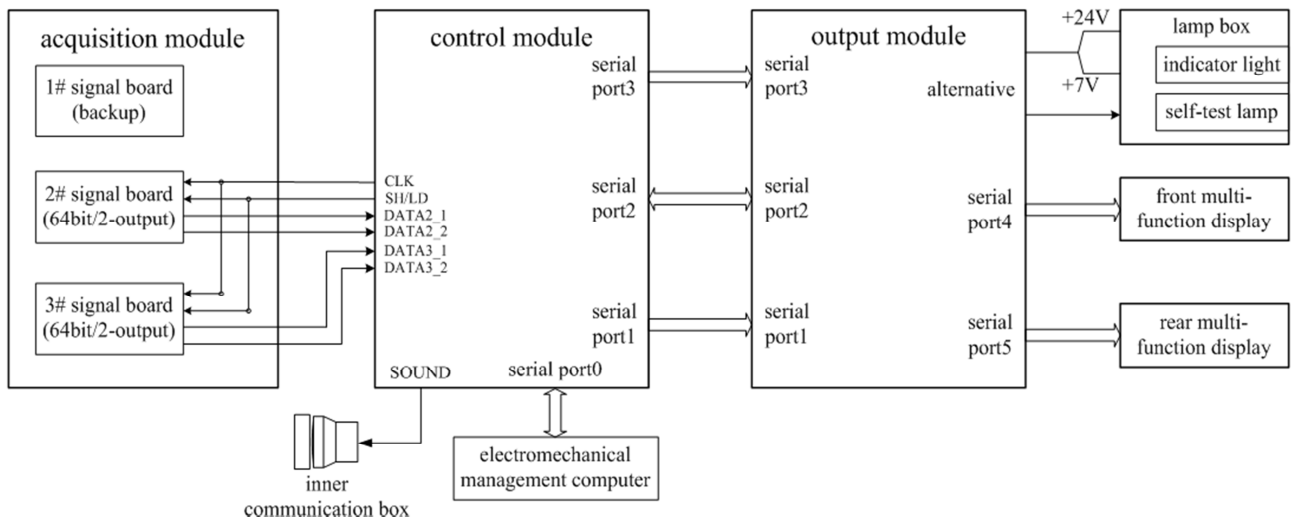 acquisition module
1# signal board
(backup)
2# signal board
(64bit/2-output)
3# signal board
(64bit/2-output)
control module
CLK
SH/LD
DATA2_1
DATA2_2
DATA3_1
DATA3_2
serial
port3
serial
port2
serial
port1
SOUND
serial port0
inner
communication box
electromechanical
management computer
output module
serial
port3
serial
port2
serial
port1
alternative
serial
port4
serial
port5
+24V
+7V
lamp box
indicator light
self-test lamp
front multi-
function display
rear multi-
function display